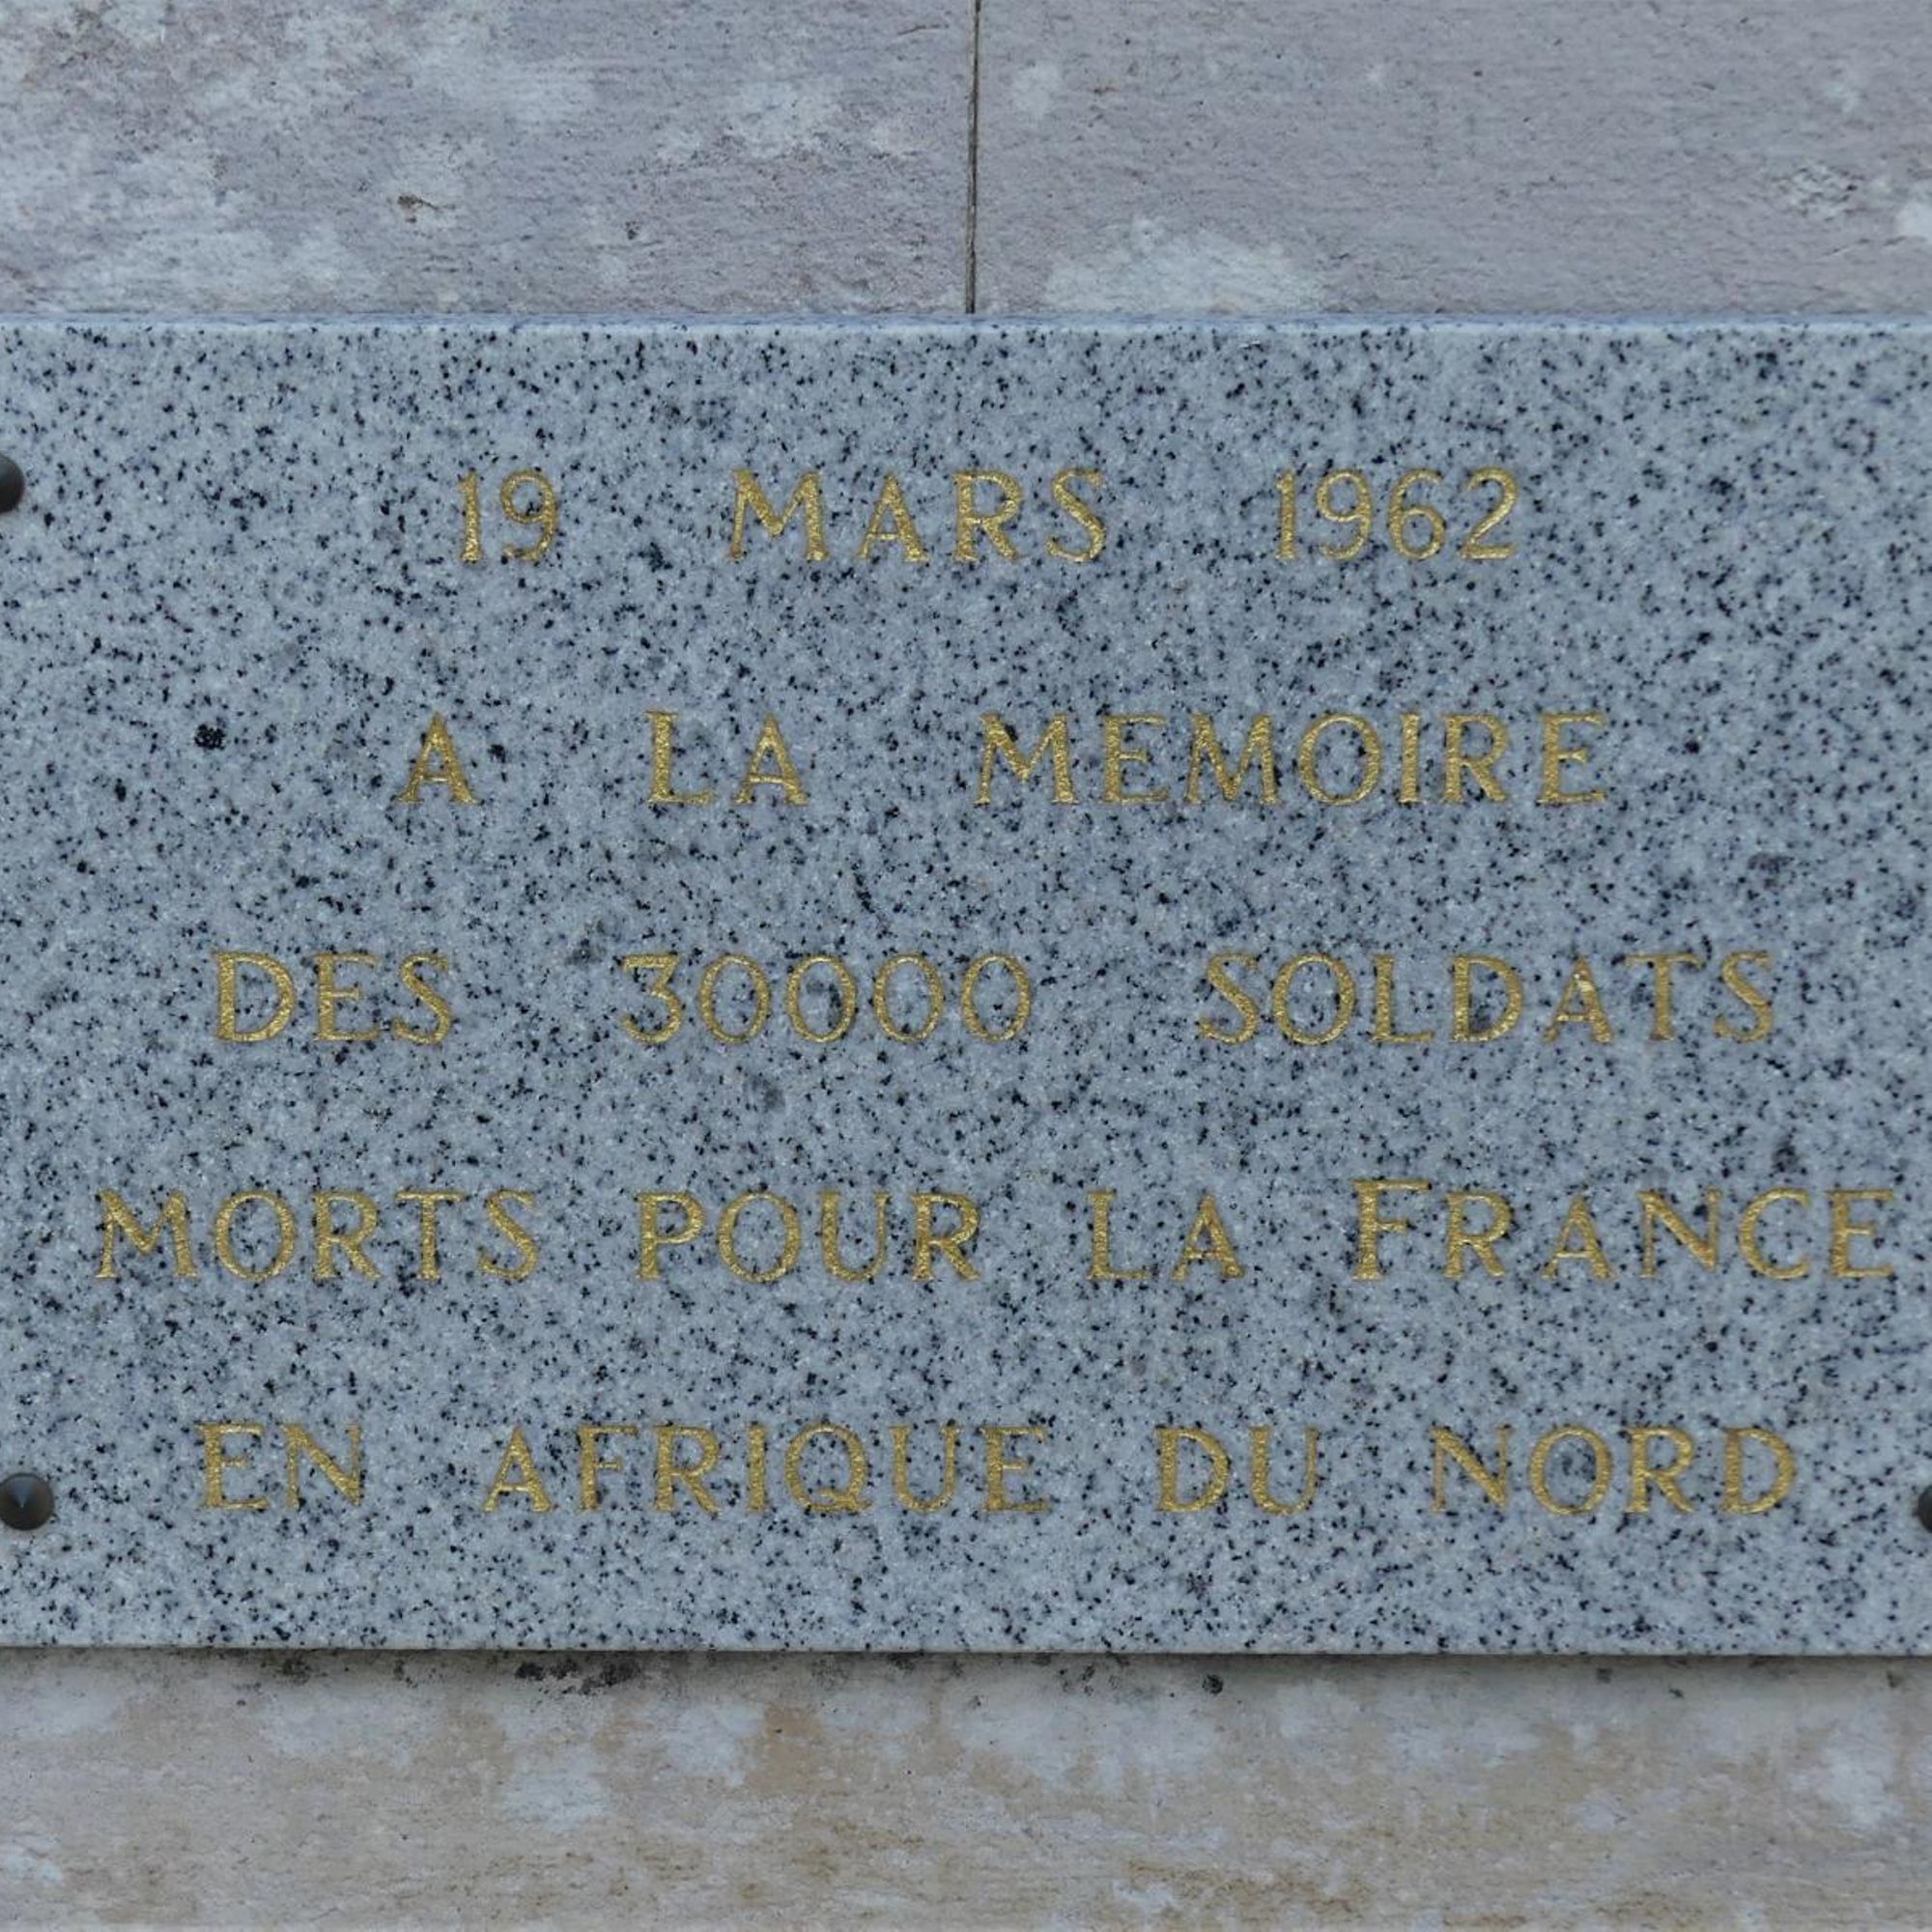 19 MARS 1962
A LA MEMOIRE
DES 30000 SOLDATS
MORTS POUR LA FRANCE
EN AFRIQUE DU NORD